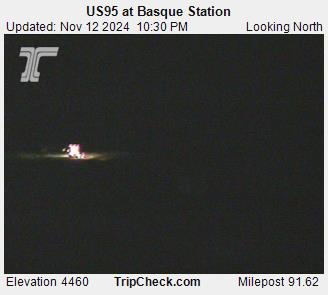 US95 at Basque Station
Updated: Nov 12 2024 10:30 PM Looking North
Elevation 4460 TripCheck.com Milepost 91.62